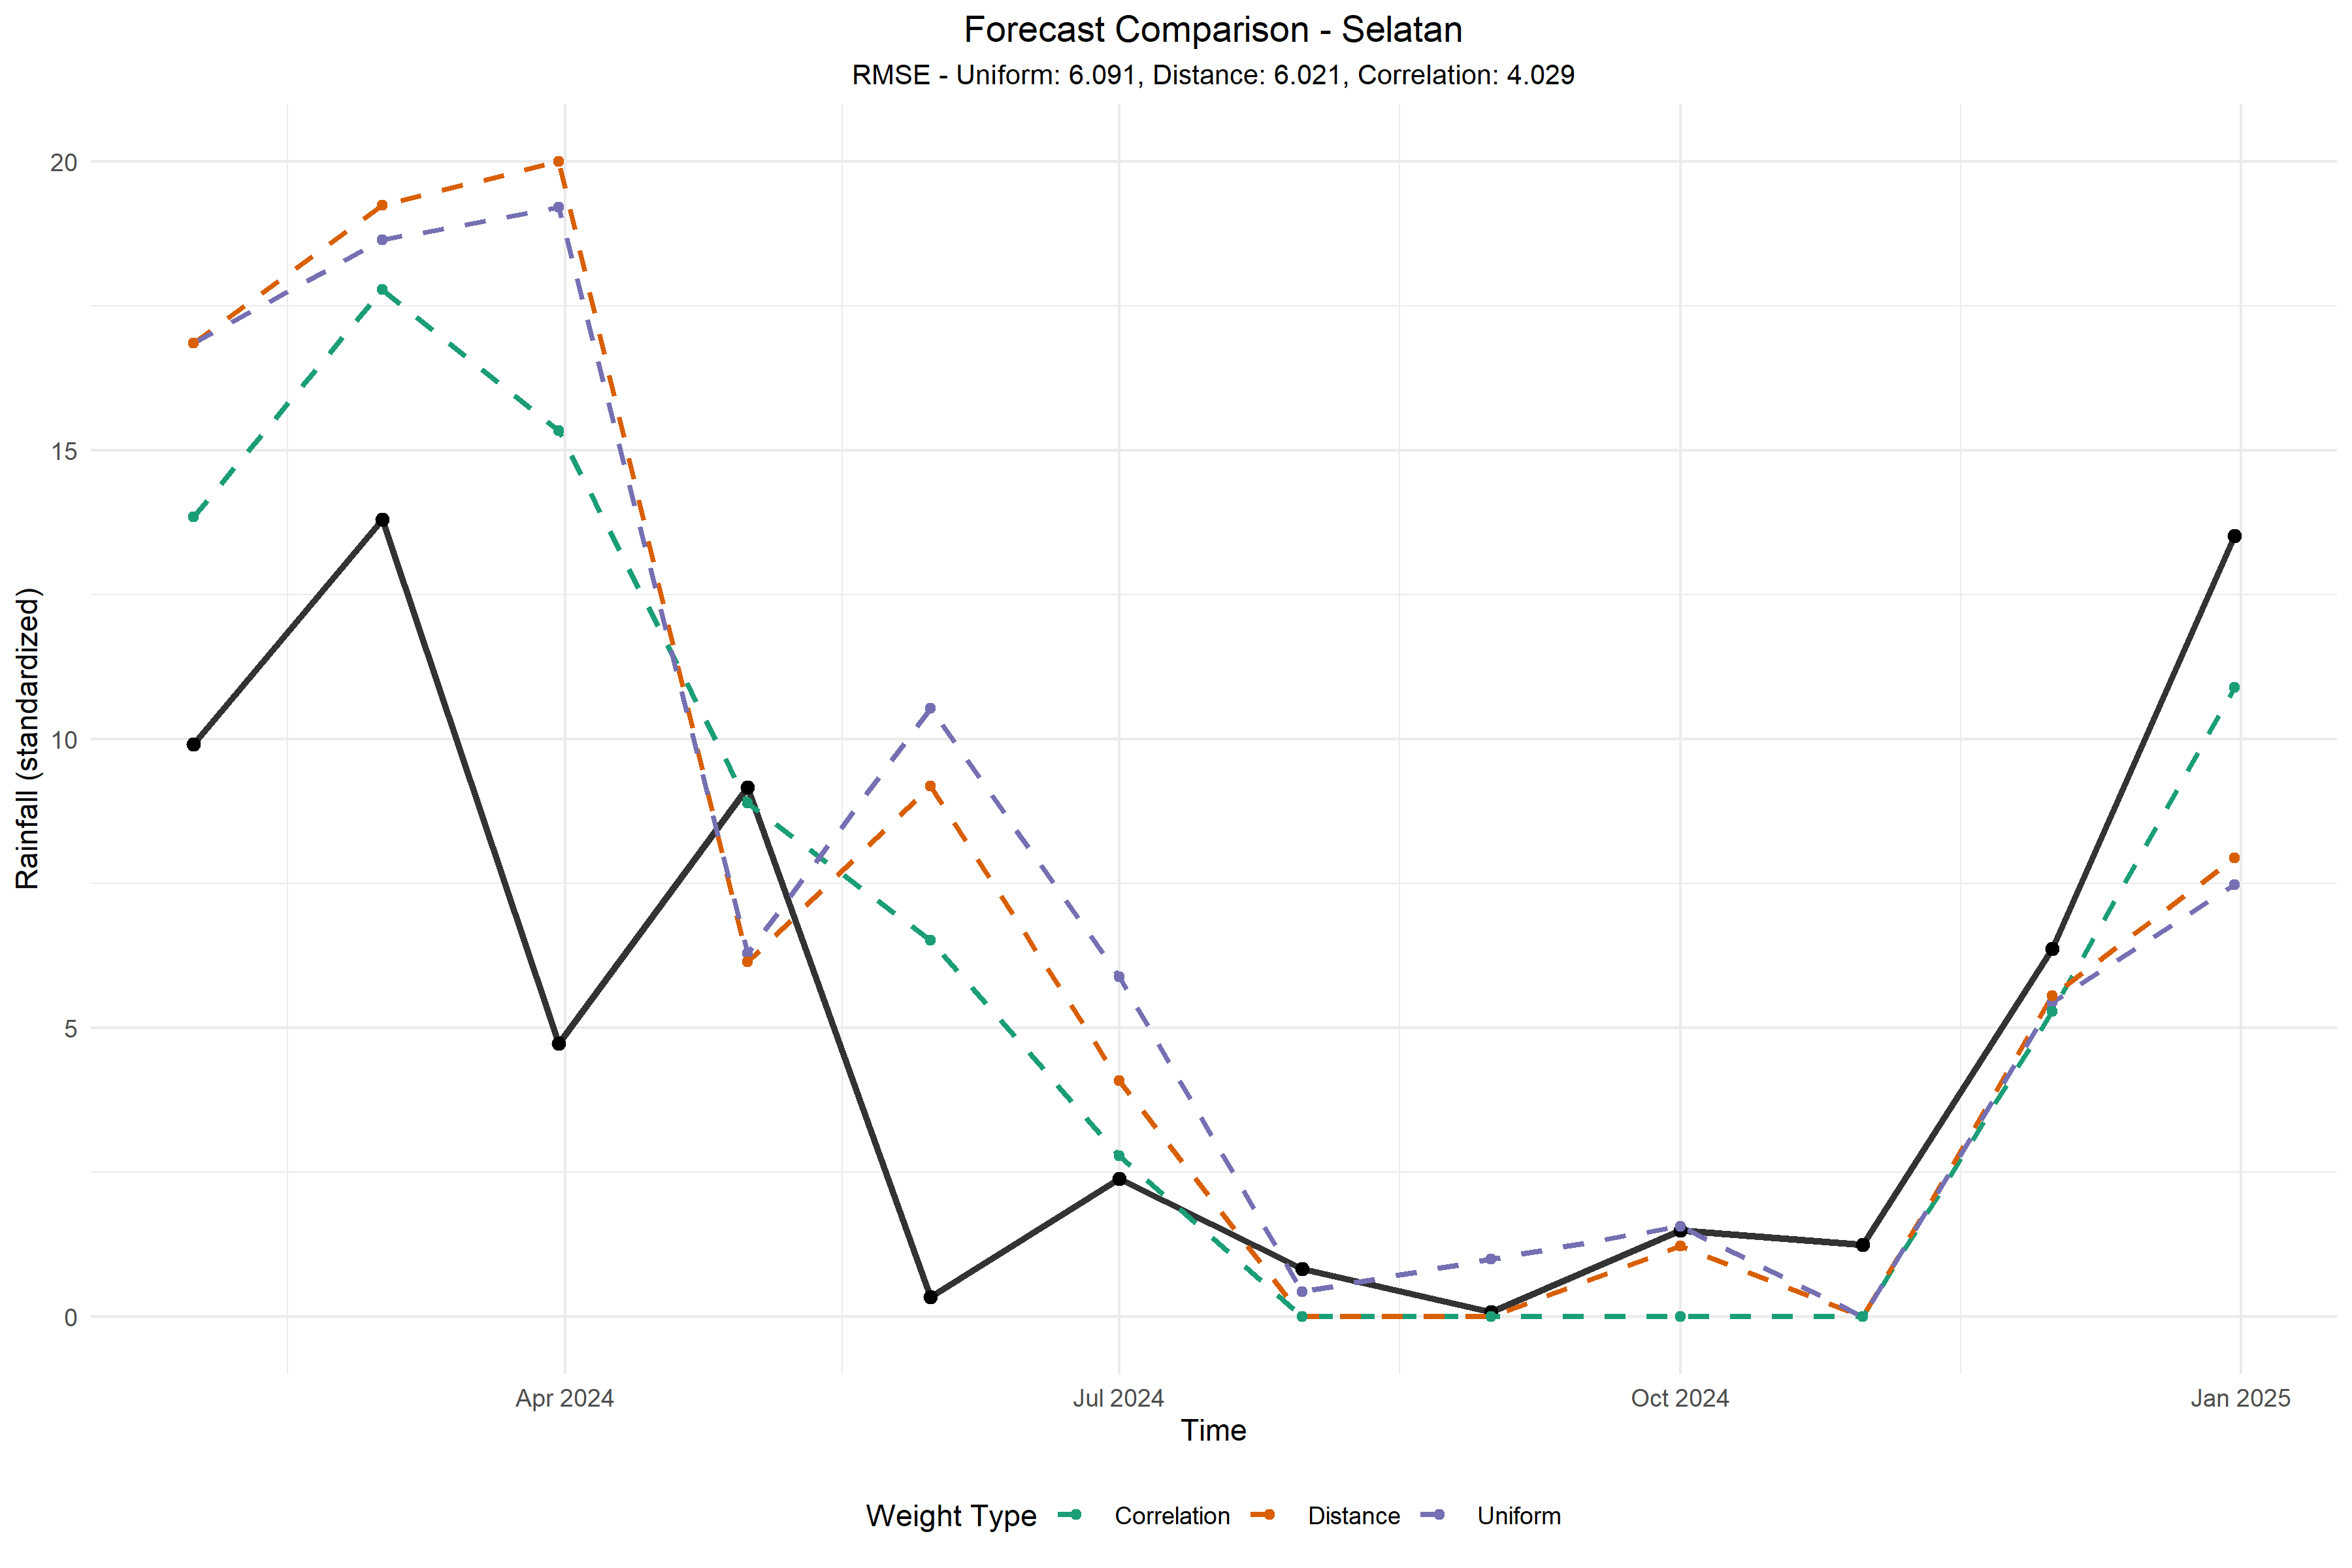 Forecast Comparison - Selatan
RMSE - Uniform: 6.091, Distance: 6.021, Correlation: 4.029
Rainfall (standardized)
20
15
10
5
0
Apr 2024
Jul 2024
Oct 2024
Jan 2025
Time
Weight Type
Correlation
Distance
Uniform